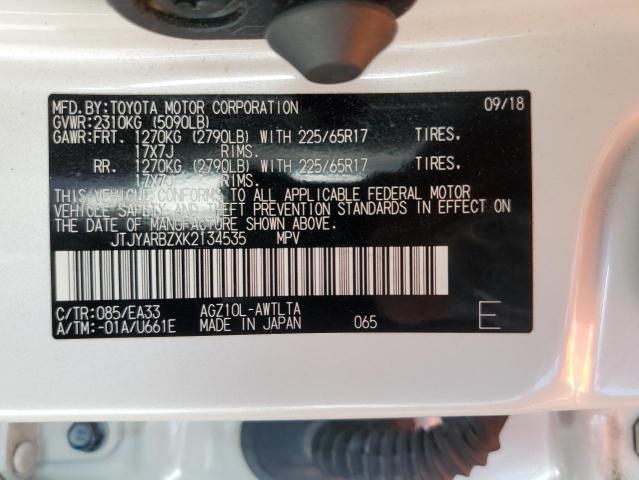 MFD.BY:TOYOTA MOTOR CORPORATION 09/18
GVWR:2310KG (5090LB)
GAWR:FRT. 1270KG (2790LB) WITH 225/65R17 TIRES.
17X7J RIMS.
RR. 1270KG (2790LB) WITH 225/65R17 TIRES.
17X7J RIMS.
THIS VEHICLE CONFORMS TO ALL APPLICABLE FEDERAL MOTOR
VEHICLE SAFETY AND THEFT PREVENTION STANDARDS IN EFFECT ON
THE DATE OF MANUFACTURE SHOWN ABOVE.
JTJYARBZXK2134535 MPV
C/TR:085/EA33 AGZ10L-AWTLTA
A/TM:-01A/U661E MADE IN JAPAN 065 E